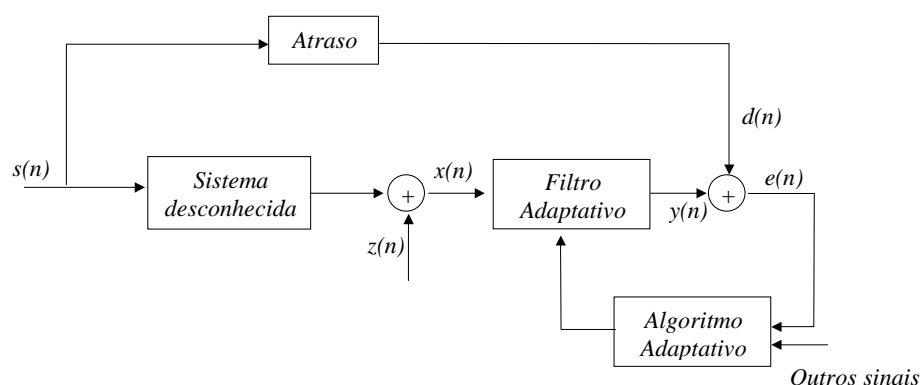 Atraso
d(n)
s(n)
Sistema
desconhecida
+
x(n)
z(n)
Filtro
Adaptativo
y(n)
+
e(n)
Algoritmo
Adaptativo
Outros sinais